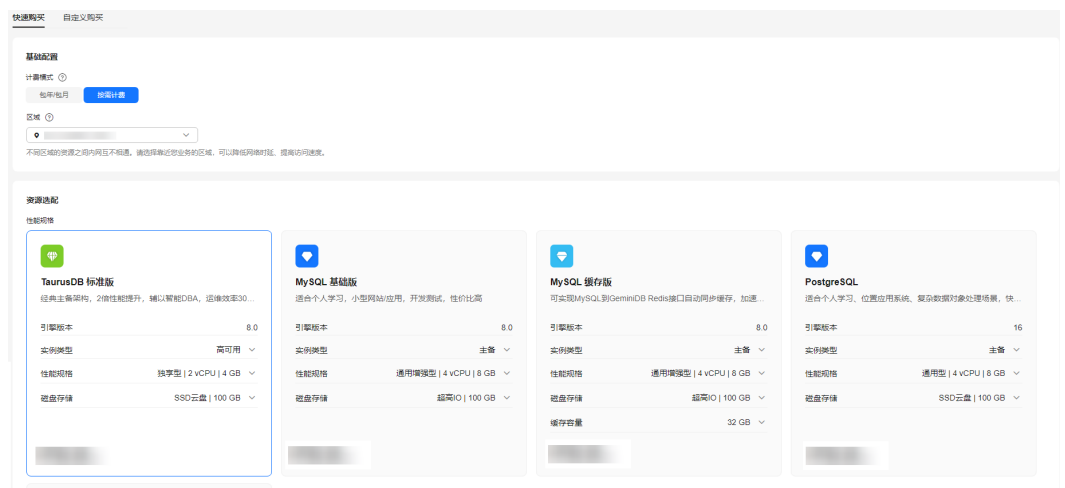 快速购买 自定义购买
基础配置
计费模式
包年/包月 按需计费
区域
不同区域的资源之间内网互不相通。请选择靠近您业务的区域，可以降低网络时延、提高访问速度。
资源选配
性能规格
TaurusDB 标准版
经典主备架构，2倍性能提升，辅以智能DBA，运维效率30...
引擎版本 8.0
实例类型 高可用
性能规格 独享型 | 2 vCPU | 4 GB
磁盘存储 SSD云盘 | 100 GB
MySQL 基础版
适合个人学习，小型网站/应用，开发测试，性价比高
引擎版本 8.0
实例类型 主备
性能规格 通用增强型 | 4 vCPU | 8 GB
磁盘存储 超高IO | 100 GB
MySQL 缓存版
可实现MySQL到GeminiDB Redis接口自动同步缓存，加速...
引擎版本 8.0
实例类型 主备
性能规格 通用增强型 | 4 vCPU | 8 GB
磁盘存储 超高IO | 100 GB
缓存容量 32 GB
PostgreSQL
适合个人学习、位置应用系统、复杂数据对象处理场景，快...
引擎版本 16
实例类型 主备
性能规格 通用型 | 4 vCPU | 8 GB
磁盘存储 SSD云盘 | 100 GB